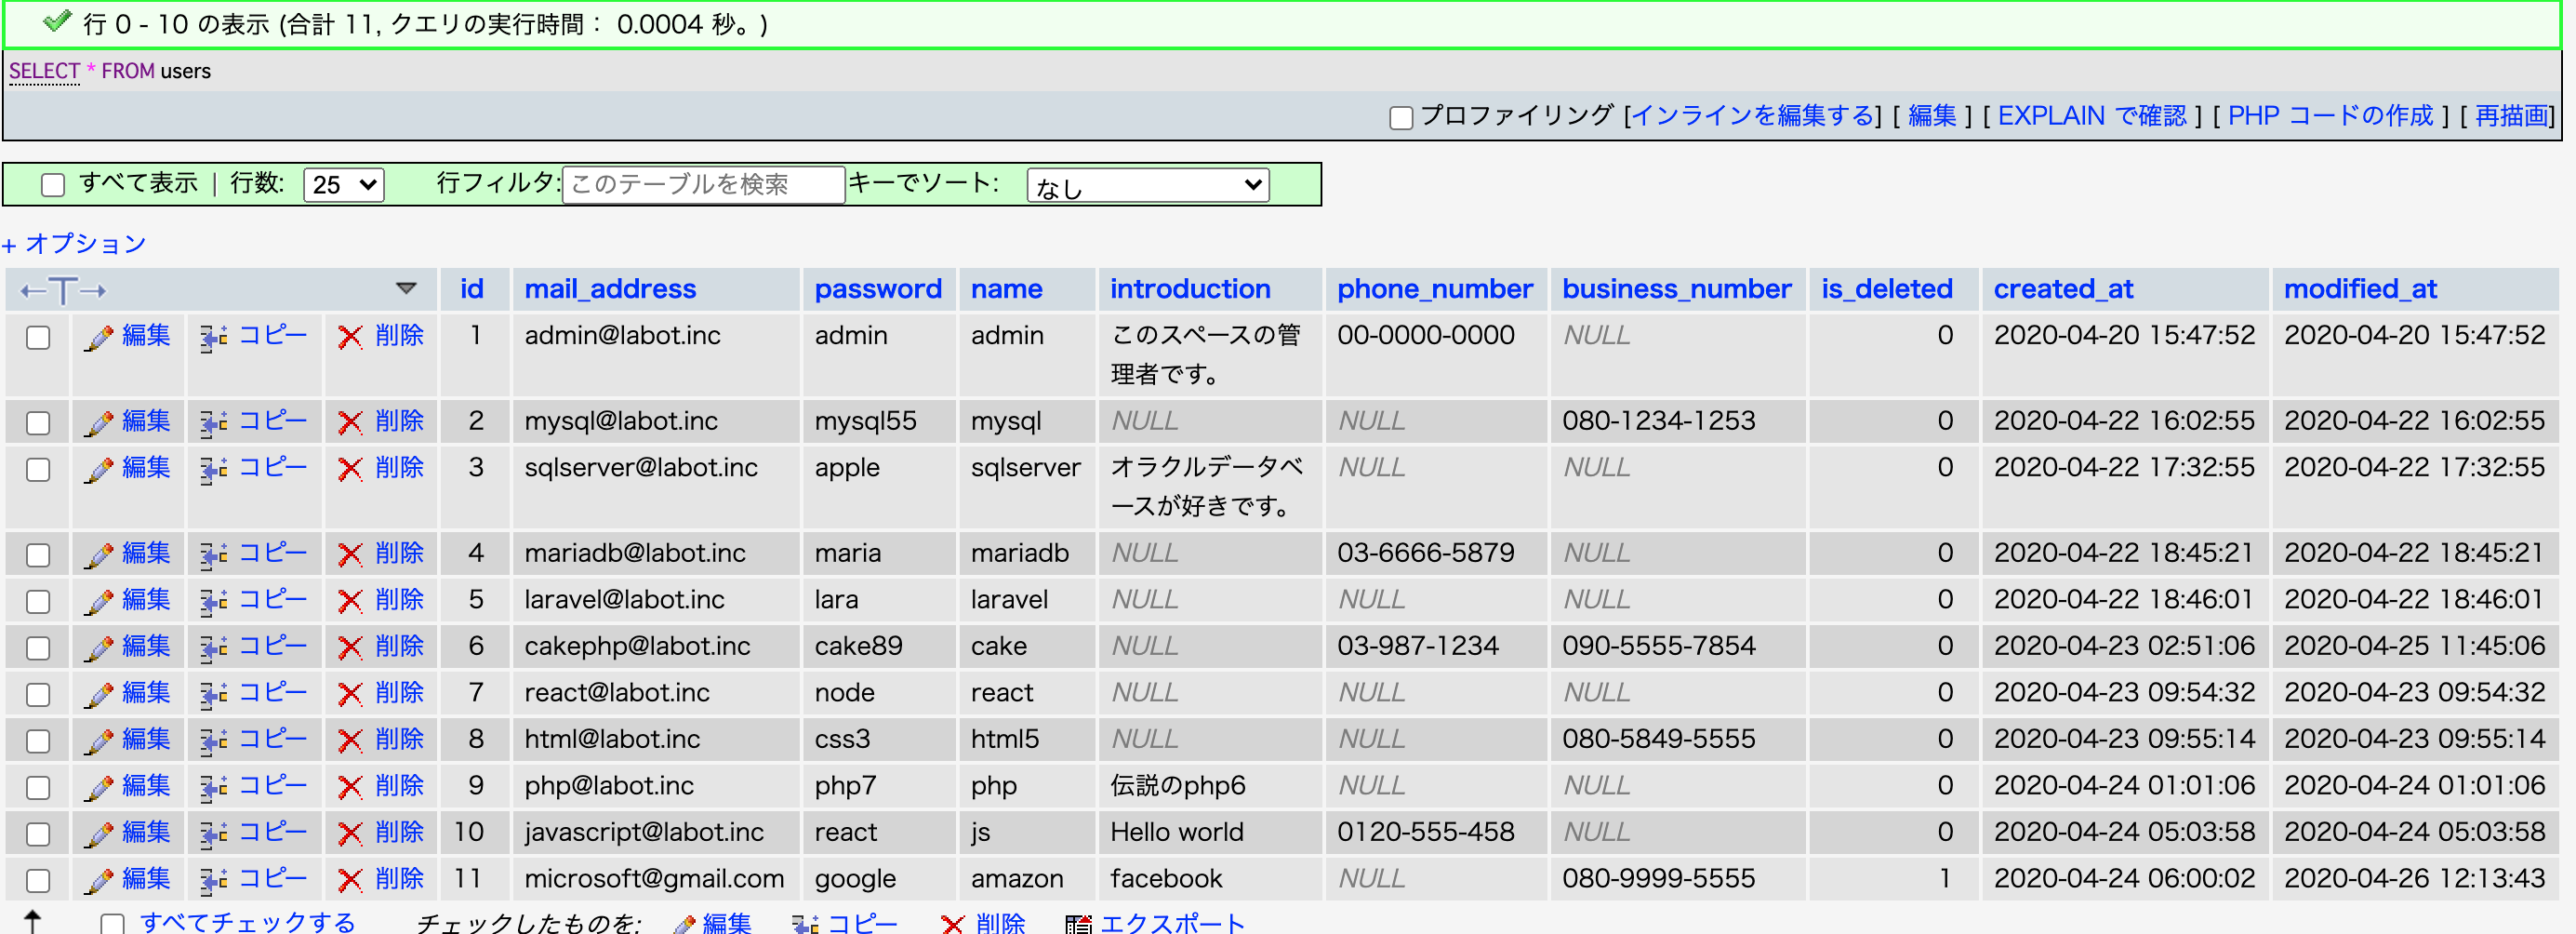 行 0 - 10 の表示 (合計 11, クエリの実行時間： 0.0004 秒。)
SELECT * FROM users
プロファイリング [インラインを編集する] [ 編集 ] [ EXPLAIN で確認 ] [ PHP コードの作成 ] [ 再描画]
すべて表示 | 行数: 25 行フィルタ: このテーブルを検索 キーでソート: なし
+ オプション
←T→ id mail_address password name introduction phone_number business_number is_deleted created_at modified_at
編集 コピー 削除 1 admin@labot.inc admin admin このスペースの管 00-0000-0000 NULL 0 2020-04-20 15:47:52 2020-04-20 15:47:52
理者です。
編集 コピー 削除 2 mysql@labot.inc mysql55 mysql NULL NULL 080-1234-1253 0 2020-04-22 16:02:55 2020-04-22 16:02:55
編集 コピー 削除 3 sqlserver@labot.inc apple sqlserver オラクルデータベ NULL NULL 0 2020-04-22 17:32:55 2020-04-22 17:32:55
ースが好きです。
編集 コピー 削除 4 mariadb@labot.inc maria mariadb NULL 03-6666-5879 NULL 0 2020-04-22 18:45:21 2020-04-22 18:45:21
編集 コピー 削除 5 laravel@labot.inc lara laravel NULL NULL NULL 0 2020-04-22 18:46:01 2020-04-22 18:46:01
編集 コピー 削除 6 cakephp@labot.inc cake89 cake NULL 03-987-1234 090-5555-7854 0 2020-04-23 02:51:06 2020-04-25 11:45:06
編集 コピー 削除 7 react@labot.inc node react NULL NULL NULL 0 2020-04-23 09:54:32 2020-04-23 09:54:32
編集 コピー 削除 8 html@labot.inc css3 html5 NULL NULL 080-5849-5555 0 2020-04-23 09:55:14 2020-04-23 09:55:14
編集 コピー 削除 9 php@labot.inc php7 php 伝説のphp6 NULL NULL 0 2020-04-24 01:01:06 2020-04-24 01:01:06
編集 コピー 削除 10 javascript@labot.inc react js Hello world 0120-555-458 NULL 0 2020-04-24 05:03:58 2020-04-24 05:03:58
編集 コピー 削除 11 microsoft@gmail.com google amazon facebook NULL 080-9999-5555 1 2020-04-24 06:00:02 2020-04-26 12:13:43
すべてチェックする チェックしたものを: 編集 コピー 削除 エクスポート